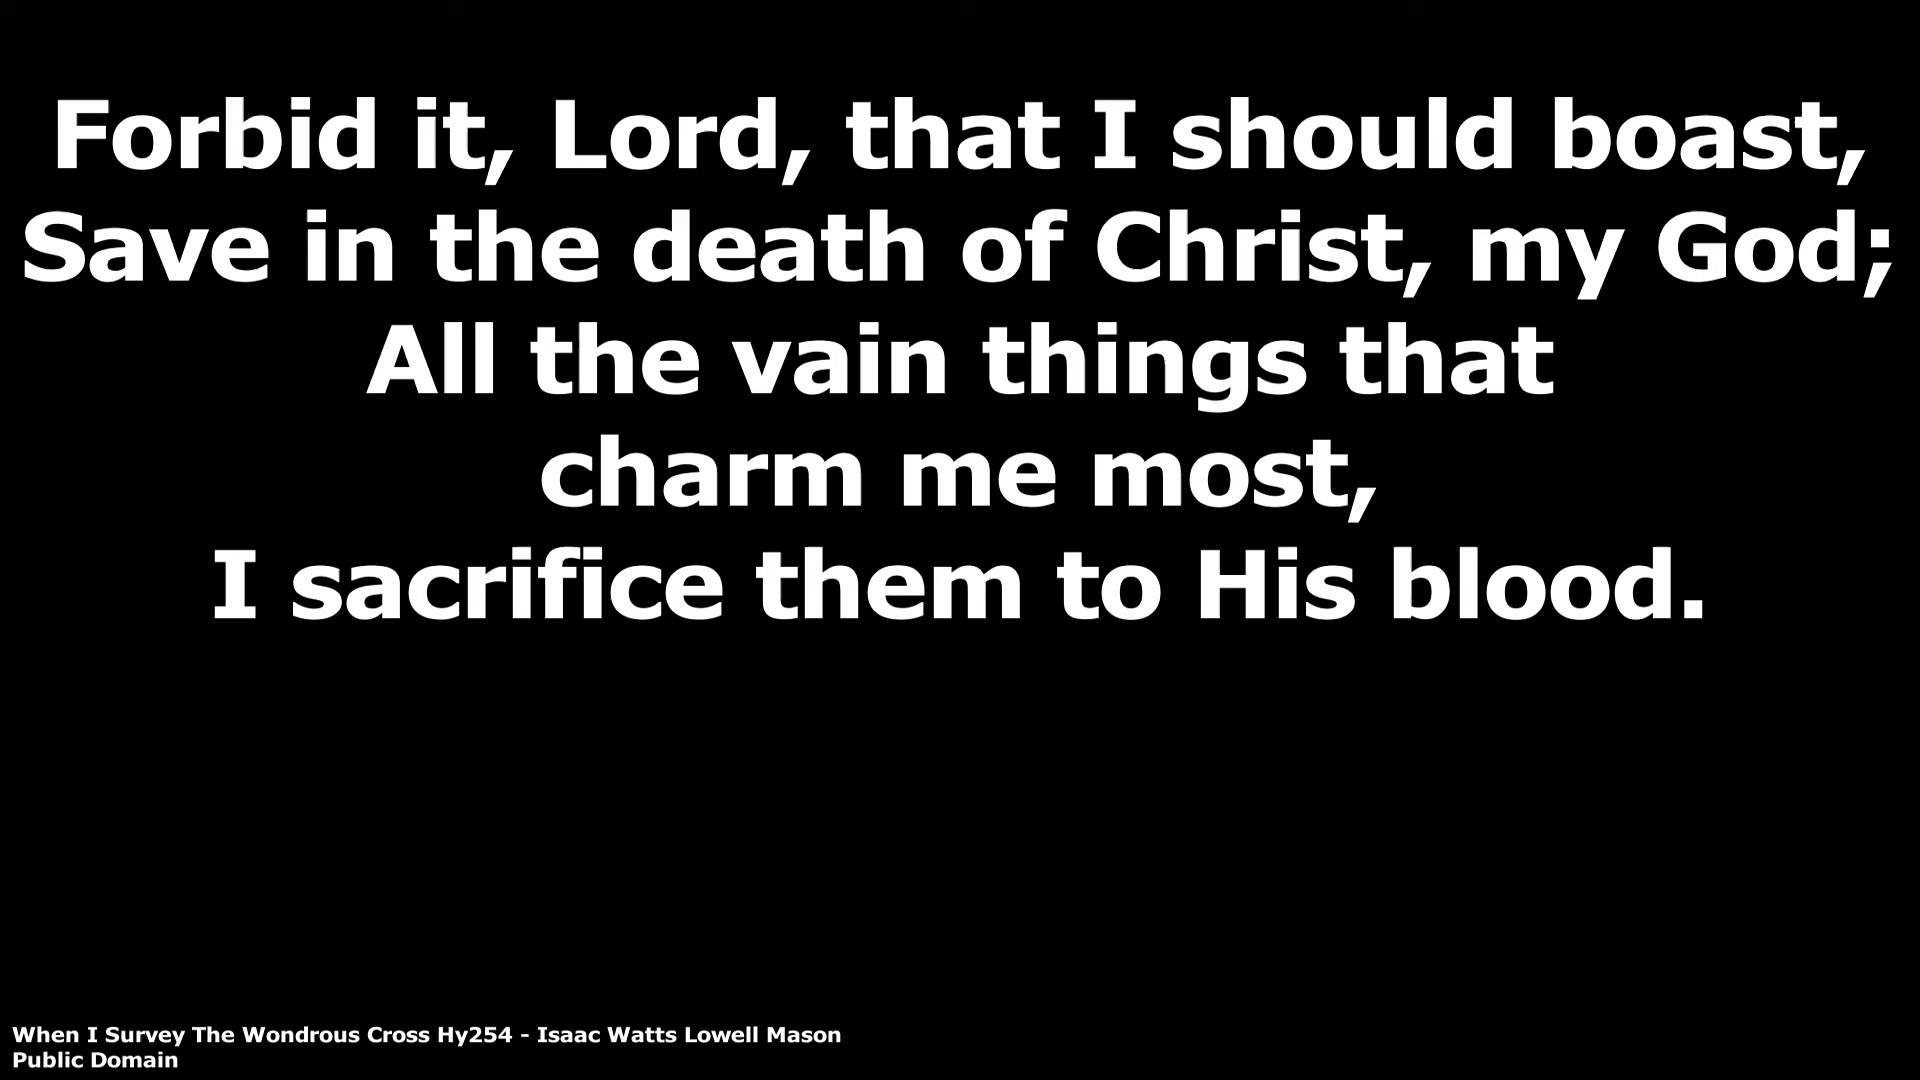 Forbid it, Lord, that I should boast,
Save in the death of Christ, my God;
All the vain things that
charm me most,
I sacrifice them to His blood.
When I Survey The Wondrous Cross Hy254 - Isaac Watts Lowell Mason
Public Domain